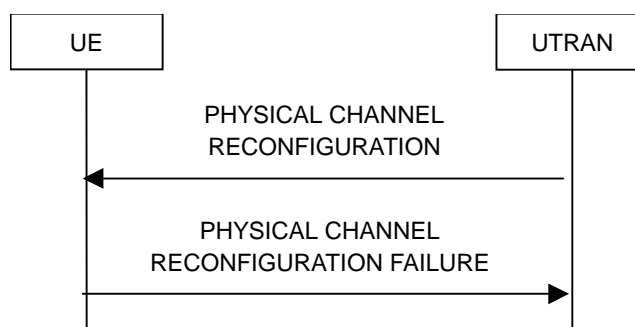 UE
UTRAN
PHYSICAL CHANNEL
RECONFIGURATION
PHYSICAL CHANNEL
RECONFIGURATION FAILURE